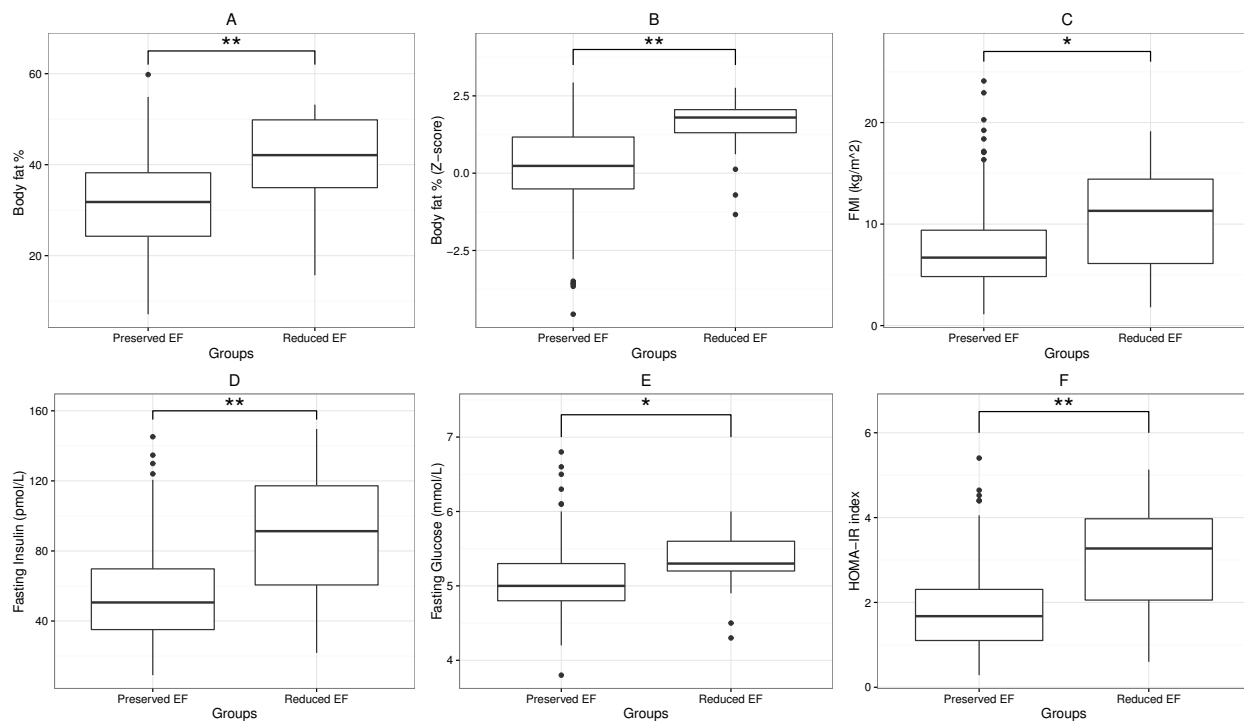 A
**
Body fat %
60
40
20
Preserved EF
Reduced EF
Groups
B
**
Body fat % (Z−score)
2.5
0.0
−2.5
Preserved EF
Reduced EF
Groups
C
*
FMI (kg/m^2)
20
10
0
Preserved EF
Reduced EF
Groups
D
**
Fasting Insulin (pmol/L)
160
120
80
40
Preserved EF
Reduced EF
Groups
E
*
Fasting Glucose (mmol/L)
7
6
5
4
Preserved EF
Reduced EF
Groups
F
**
HOMA−IR index
6
4
2
0
Preserved EF
Reduced EF
Groups